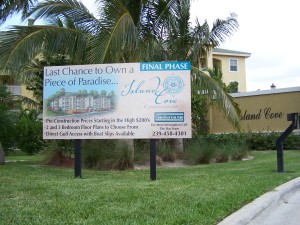 Last Chance to Own a
Piece of Paradise...
FINAL PHASE
Island
Cove
Pre-Construction Prices Starting in the High $200's
2 and 3 Bedroom Floor Plans to Choose From
Direct Gulf Access with Boat Slips Available
239-450-4301
Island Cove